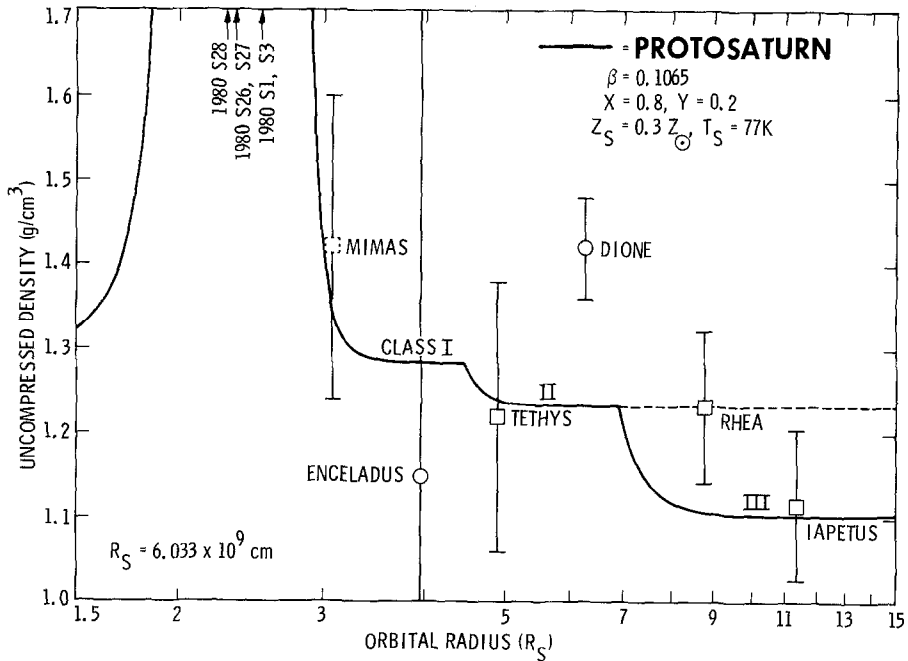 1.7
1.6
1.5
1.4
1.3
1.2
1.1
1.0
UNCOMPRESSED DENSITY (g/cm³)
1980 S28
1980 S26, S27
1980 S1, S3
= PROTOSATURN
β = 0.1065
X = 0.8, Y = 0.2
Z_S = 0.3 Z_⊙, T_S = 77K
MIMAS
DIONE
CLASS I
II
TETHYS
RHEA
ENCELADUS
III
IAPETUS
R_S = 6.033 x 10⁹ cm
1.5 2 3 5 7 9 11 13 15
ORBITAL RADIUS (R_S)